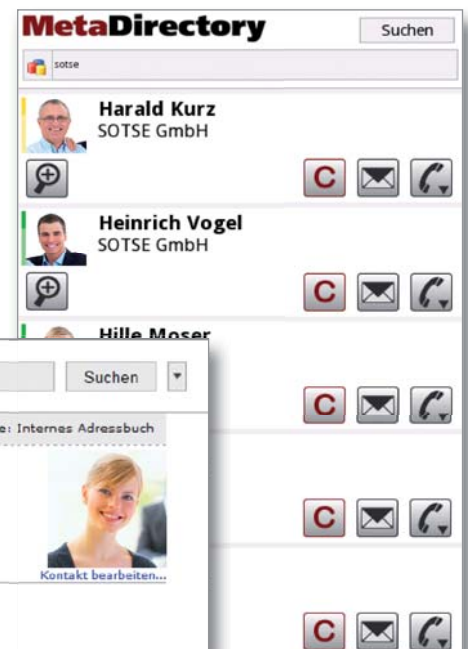 MetaDirectory
Suchen
sotse
Harald Kurz
SOTSE GmbH
C
Heinrich Vogel
SOTSE GmbH
C
Hille Moser
C
C
C
Suchen
e: Internes Adressbuch
Kontakt bearbeiten...